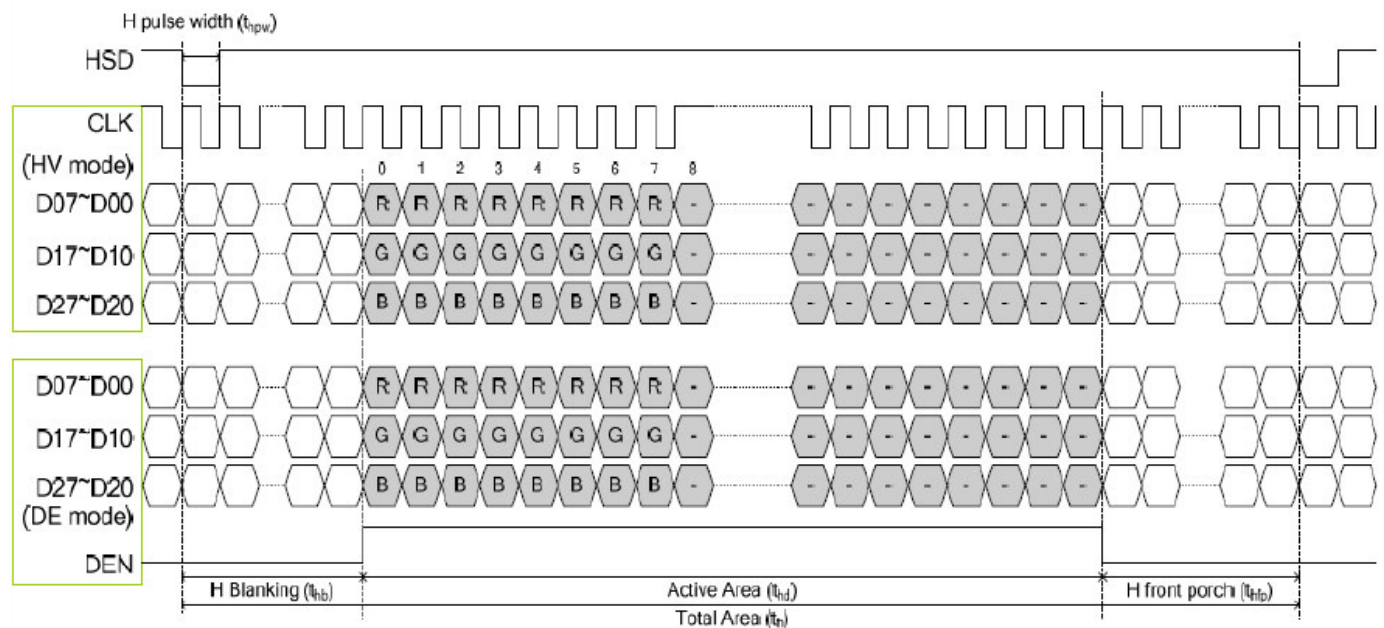 H pulse width (thpw)
HSD
CLK
(HV mode)
0 1 2 3 4 5 6 7 8
D07~D00 R R R R R R R R - - - - - - - - -
D17~D10 G G G G G G G G - - - - - - - - -
D27~D20 B B B B B B B B - - - - - - - - -
D07~D00 R R R R R R R R - - - - - - - - -
D17~D10 G G G G G G G G - - - - - - - - -
D27~D20 B B B B B B B B - - - - - - - - -
(DE mode)
DEN
H Blanking (thb) Active Area (thd) H front porch (thfp)
Total Area (th)